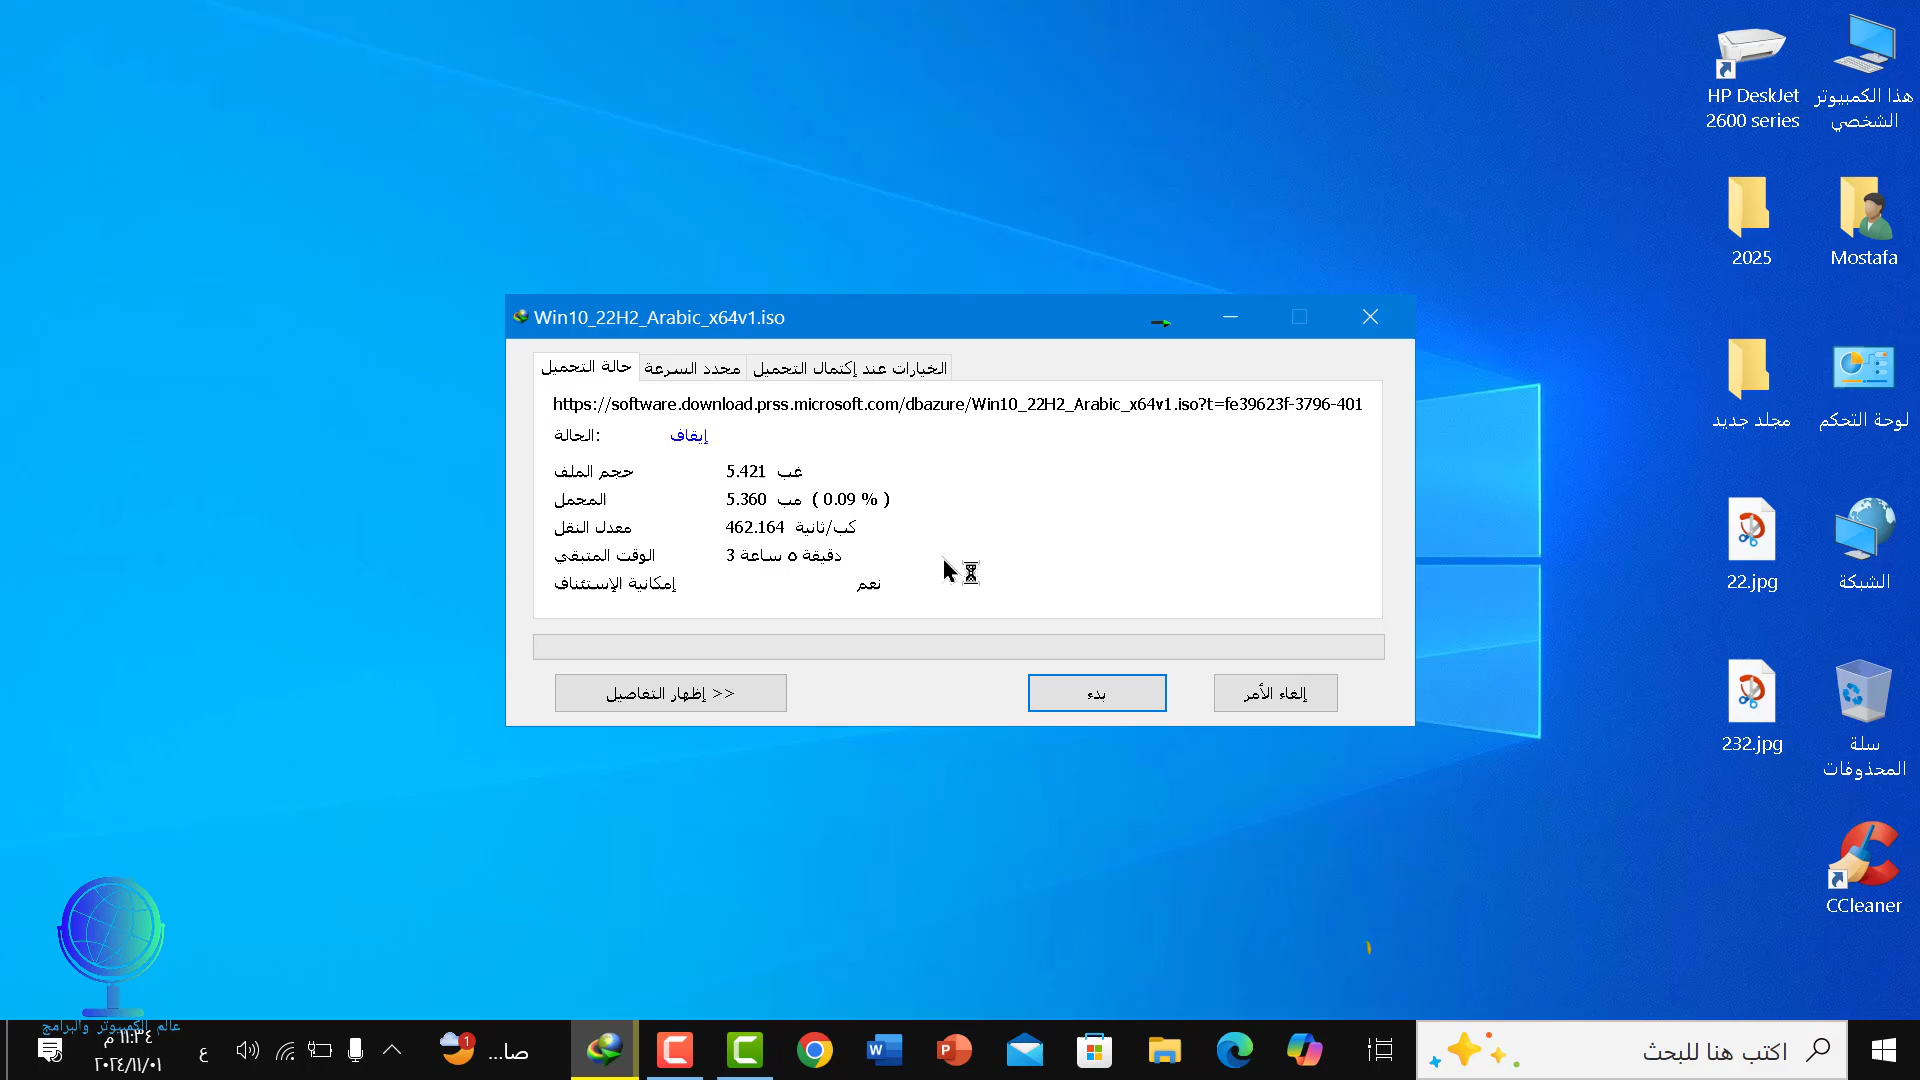 HP DeskJet
2600 series
هذا الكمبيوتر
الشخصي
2025
Mostafa
مجلد جديد
لوحة التحكم
22.jpg
الشبكة
232.jpg
سلة
المحذوفات
CCleaner
Win10_22H2_Arabic_x64v1.iso
حالة التحميل
محدد السرعة
الخيارات عند إكتمال التحميل
https://software.download.prss.microsoft.com/dbazure/Win10_22H2_Arabic_x64v1.iso?t=fe39623f-3796-401
الحالة: إيقاف
حجم الملف 5.421 غب
المحمل 5.360 مب ( 0.09 % )
معدل النقل 462.164 كب/ثانية
الوقت المتبقي 3 ساعة ٥ دقيقة
إمكانية الإستئناف نعم
إظهار التفاصيل >>
بدء
إلغاء الأمر
عالم الكمبيوتر والبرامج
١١:٣٤ م
٢٠٢٤/١١/٠١
ع
1
صا...
اكتب هنا للبحث